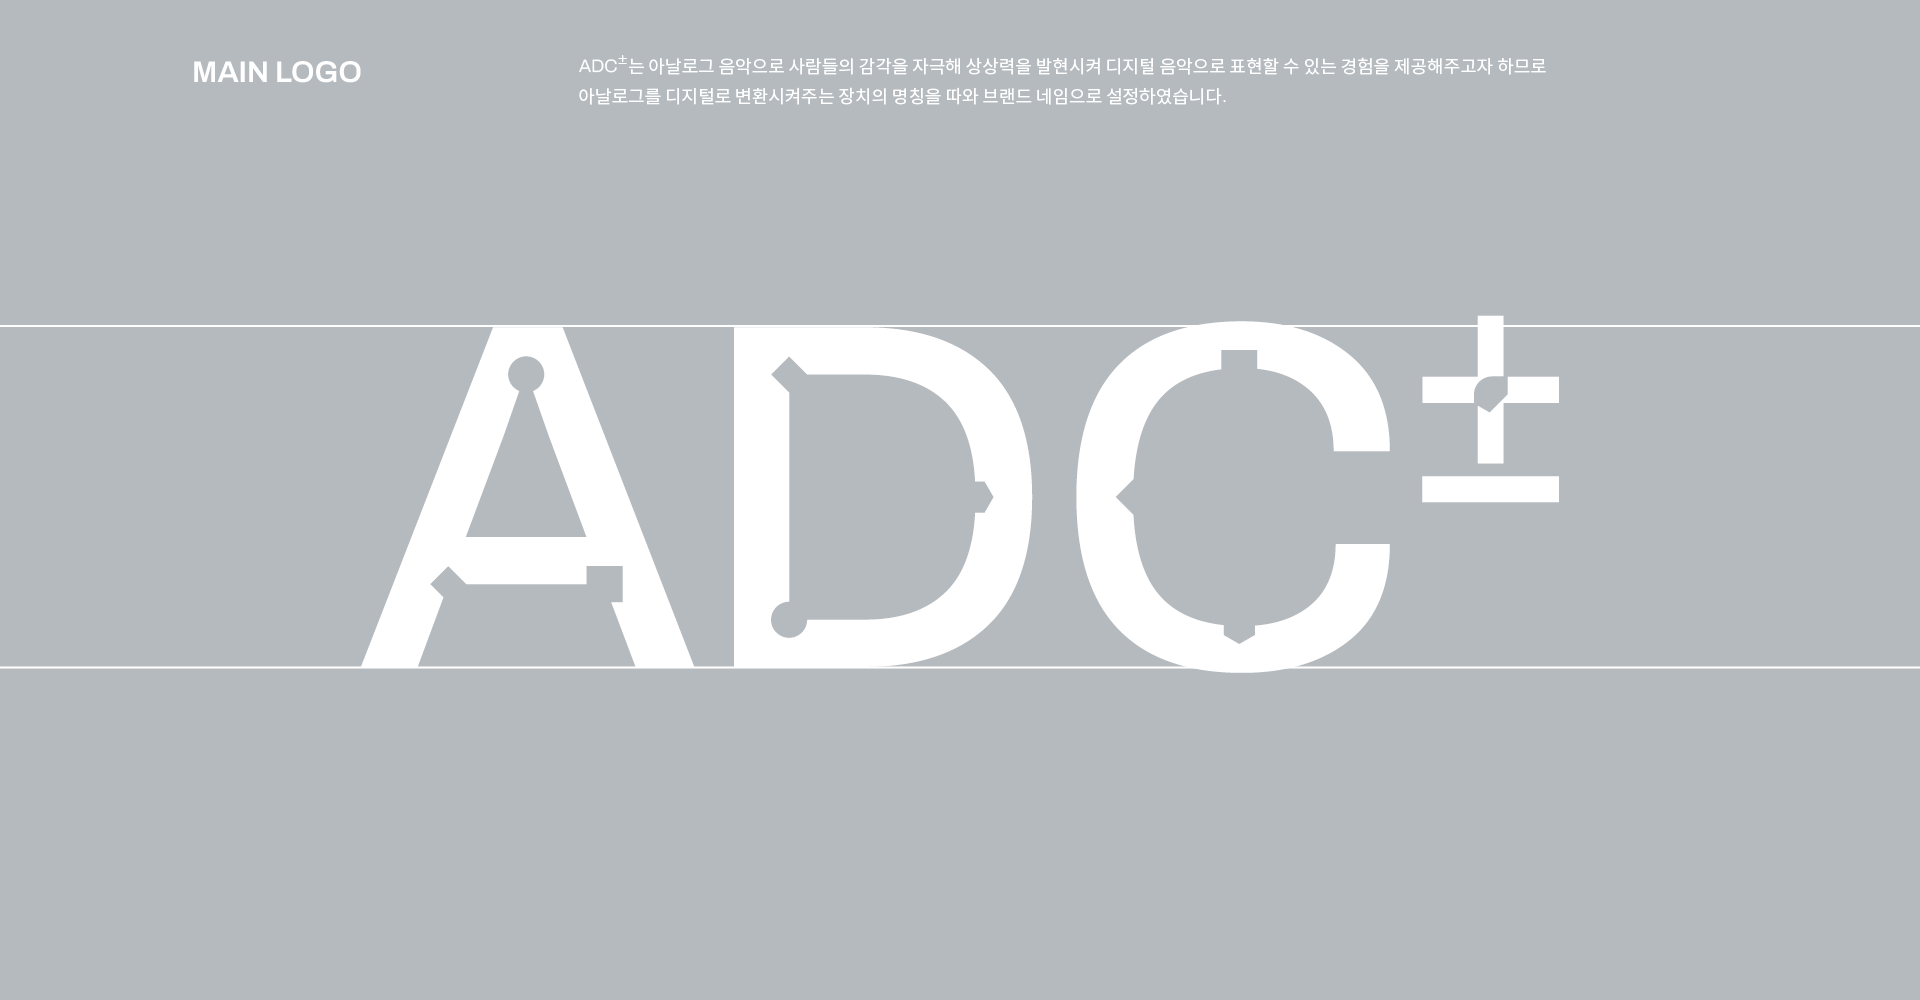 MAIN LOGO
ADC±는 아날로그 음악으로 사람들의 감각을 자극해 상상력을 발현시켜 디지털 음악으로 표현할 수 있는 경험을 제공해주고자 하므로
아날로그를 디지털로 변환시켜주는 장치의 명칭을 따와 브랜드 네임으로 설정하였습니다.
ADC±